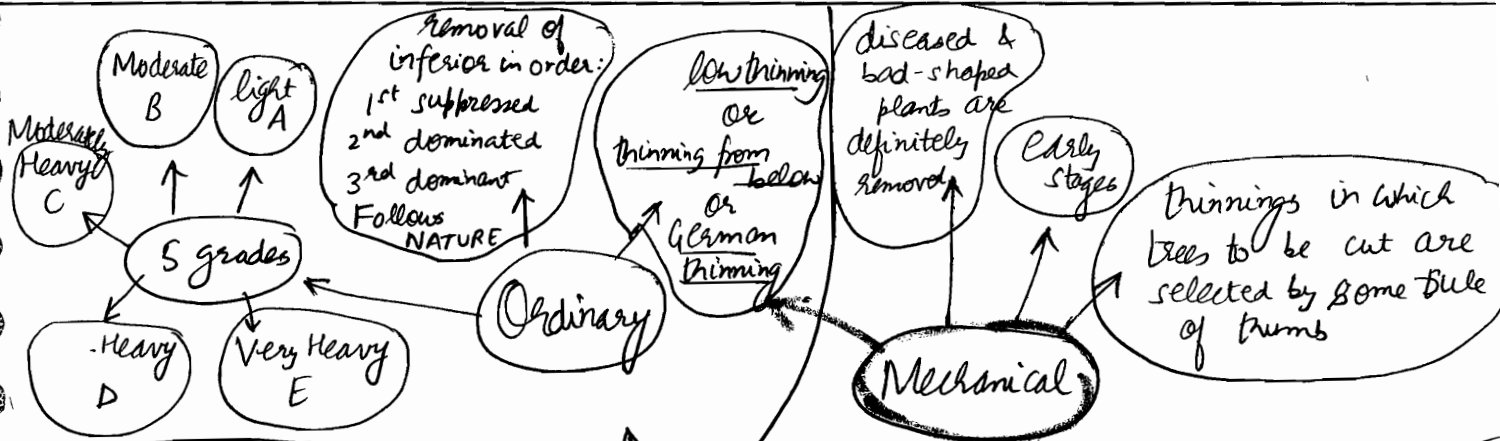 Moderate
B
light
A
Moderately
Heavy
C
5 grades
Heavy
D
Very Heavy
E
removal of
inferior in order:
1st suppressed
2nd dominated
3rd dominant
Follows
NATURE
low thinning
or
thinning from
below
or
German
thinning
Ordinary
diseased &
bad-shaped
plants are
definitely
removed
early
stages
thinnings in which
trees to be cut are
selected by some rule
of thumb
Mechanical